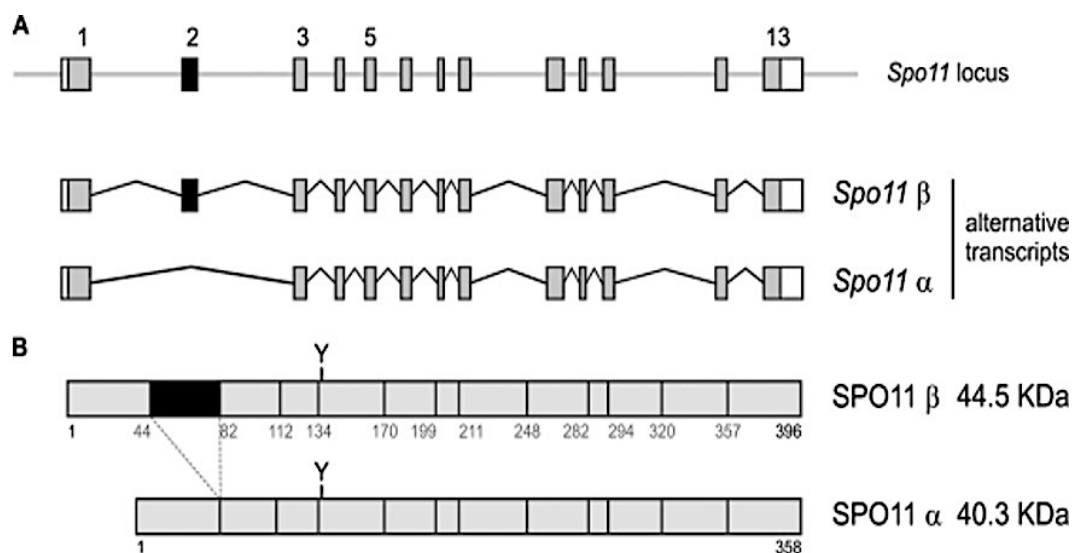 A
1 2 3 5 13
Spo11 locus
Spo11 β
Spo11 α
alternative
transcripts
B
Y
SPO11 β 44.5 KDa
1 44 82 112 134 170 199 211 248 282 294 320 357 396
Y
SPO11 α 40.3 KDa
1 358